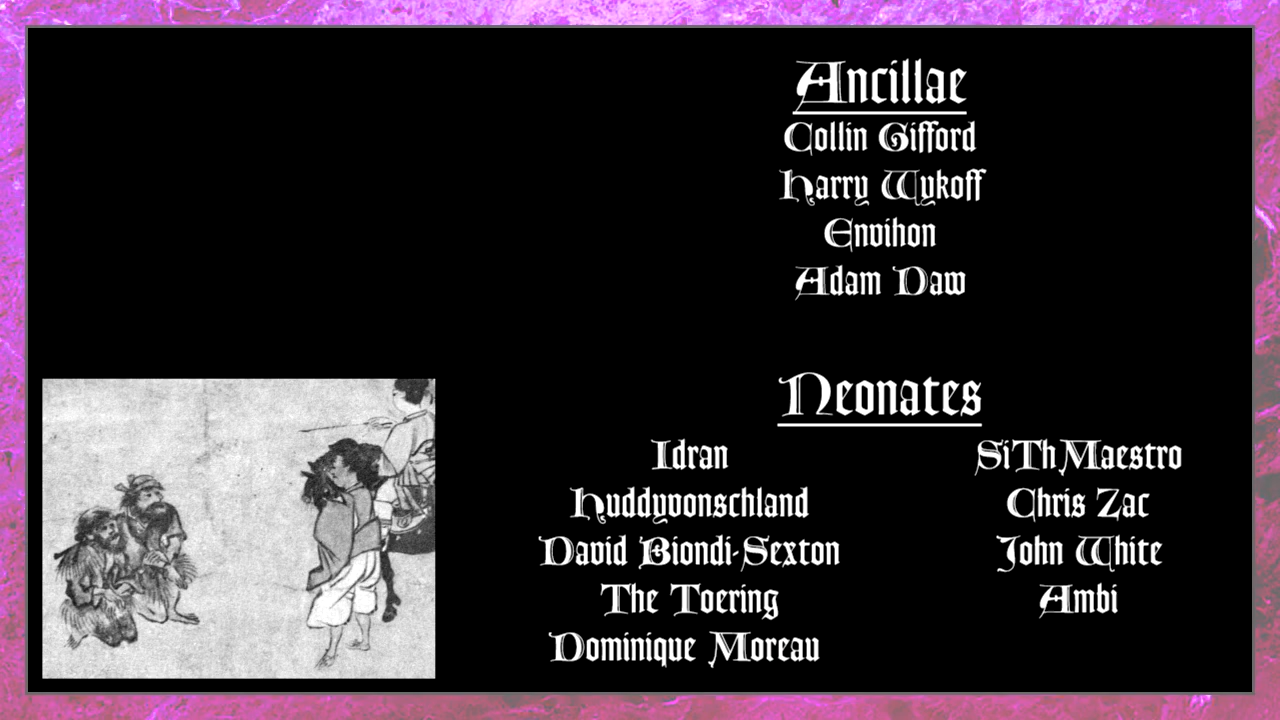 Ancillae
Collin Gifford
Harry Wykoff
Envihon
Adam Daw
Neonates
Idran
Huddyvonschland
David Biondi-Sexton
The Toering
Dominique Moreau
SiThMaestro
Chris Zac
John White
Ambi